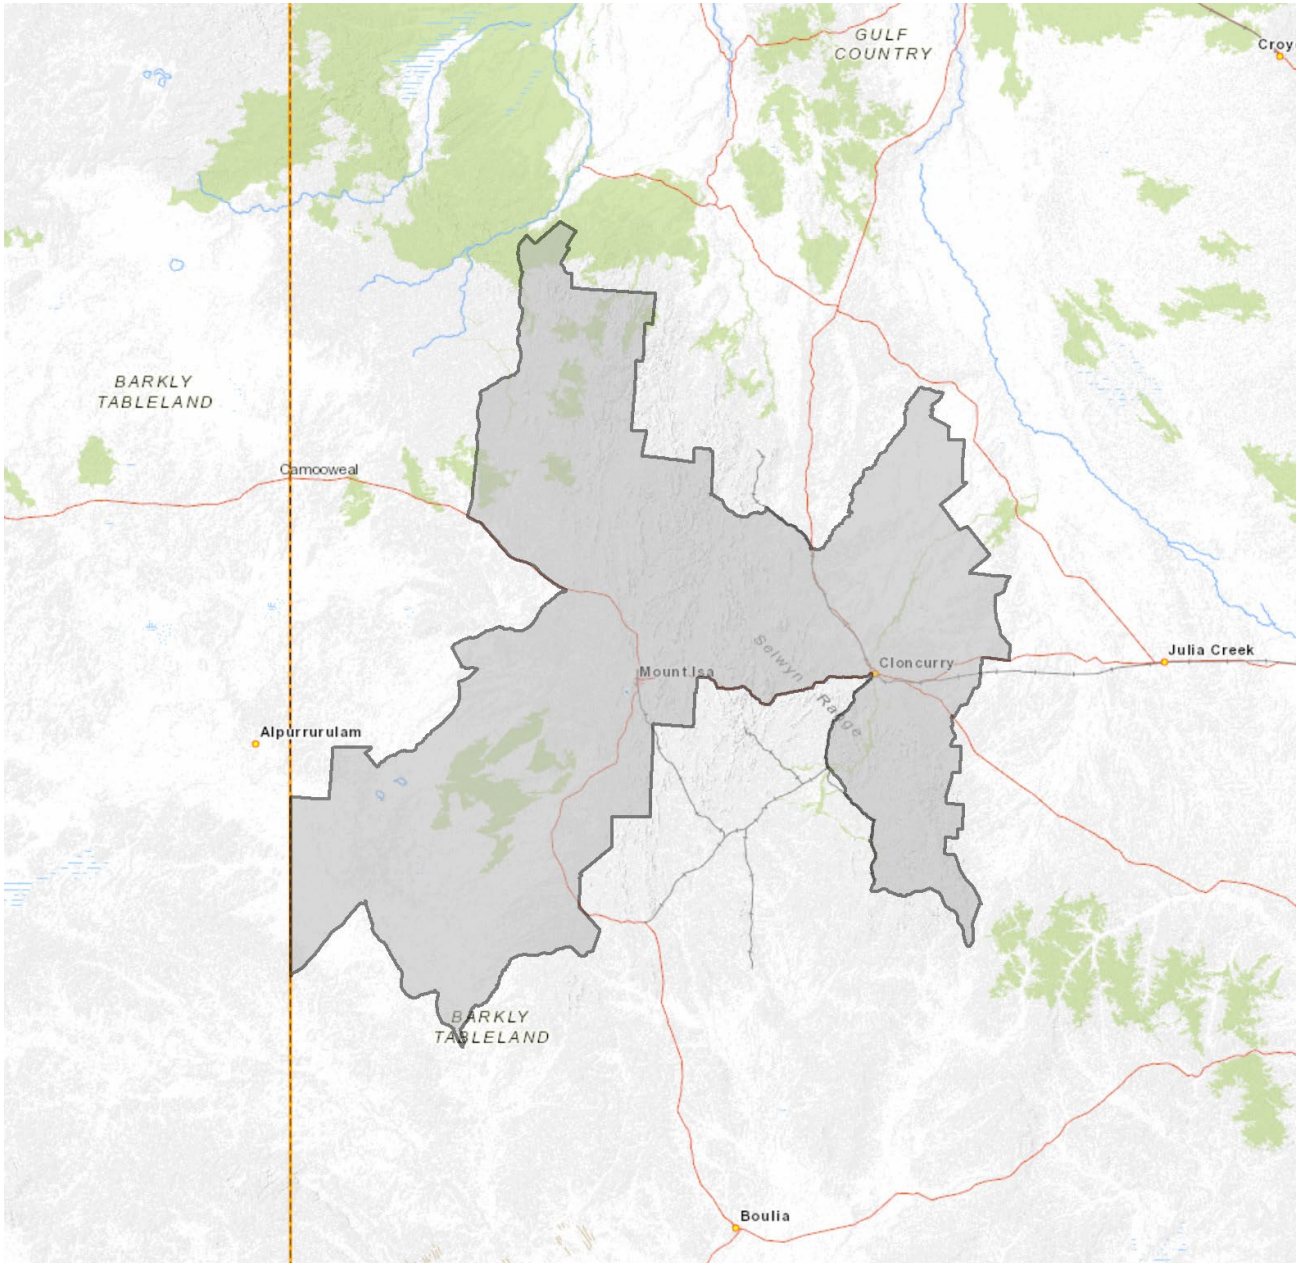 GULF
COUNTRY
Croy
BARKLY
TABLELAND
Camooweal
Selwyn Range
Cloncurry
Julia Creek
Mount Isa
Alpurrurulam
BARKLY
TABLELAND
Boulia